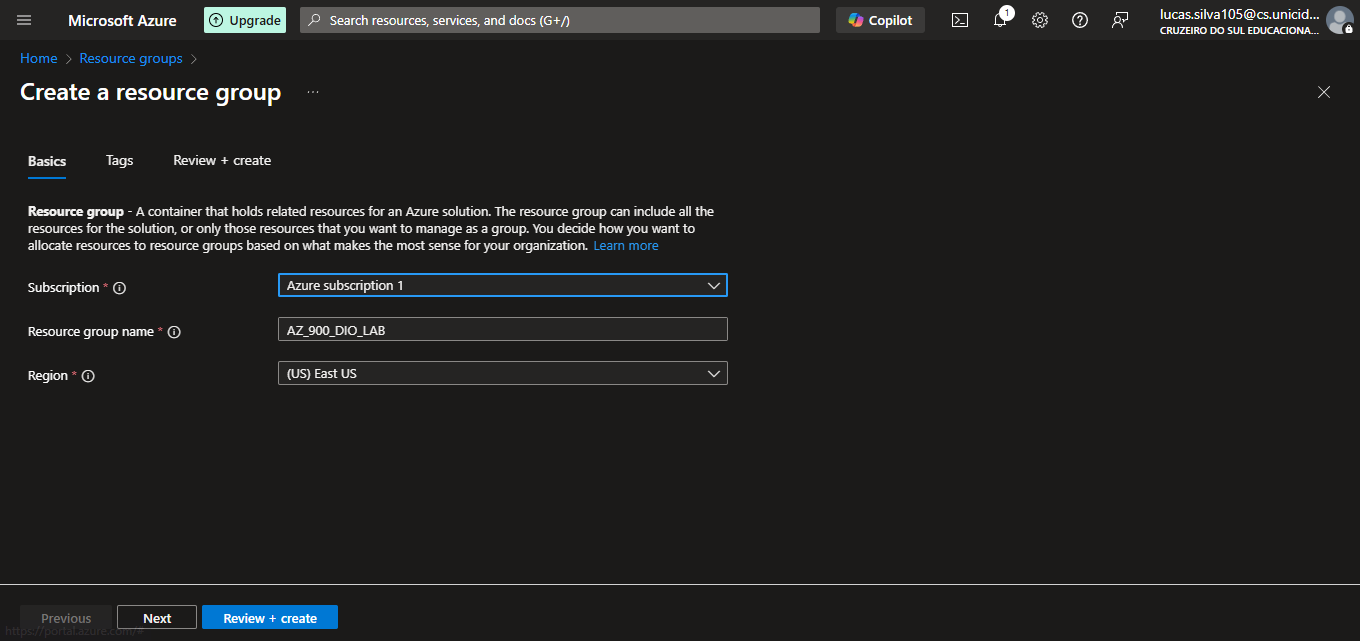 Microsoft Azure
Upgrade
Search resources, services, and docs (G+/)
Copilot
1
lucas.silva105@cs.unicid...
CRUZEIRO DO SUL EDUCACIONA...
Home > Resource groups >
Create a resource group ...
Basics
Tags
Review + create
Resource group - A container that holds related resources for an Azure solution. The resource group can include all the
resources for the solution, or only those resources that you want to manage as a group. You decide how you want to
allocate resources to resource groups based on what makes the most sense for your organization. Learn more
Subscription *
Azure subscription 1
Resource group name *
AZ_900_DIO_LAB
Region *
(US) East US
Previous
Next
Review + create
https://portal.azure.com/#